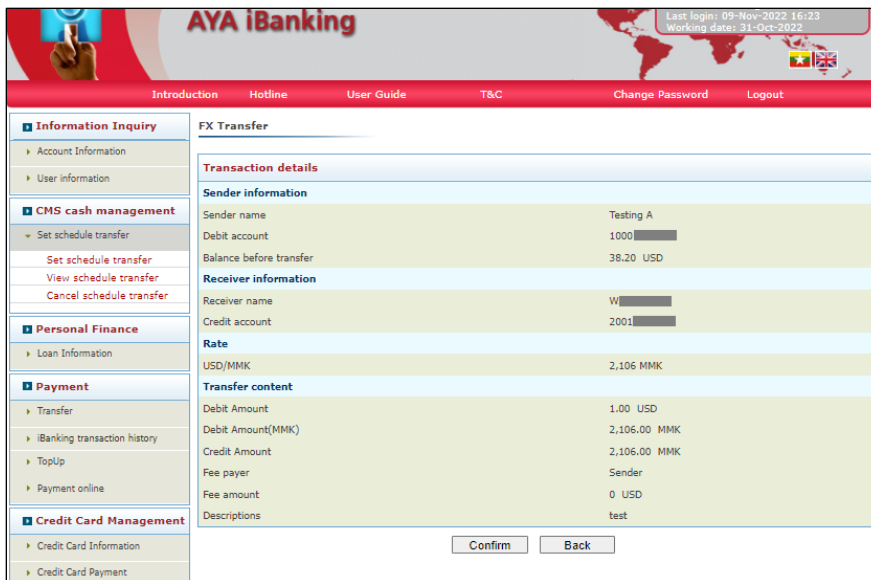 AYA iBanking
Last login: 09-Nov-2022 16:23
Working date: 31-Oct-2022
Introduction Hotline User Guide T&C Change Password Logout
Information Inquiry
Account Information
User information
CMS cash management
Set schedule transfer
Set schedule transfer
View schedule transfer
Cancel schedule transfer
Personal Finance
Loan Information
Payment
Transfer
iBanking transaction history
TopUp
Payment online
Credit Card Management
Credit Card Information
Credit Card Payment
FX Transfer
Transaction details
Sender information
Sender name Testing A
Debit account 1000
Balance before transfer 38.20 USD
Receiver information
Receiver name W
Credit account 2001
Rate
USD/MMK 2,106 MMK
Transfer content
Debit Amount 1.00 USD
Debit Amount(MMK) 2,106.00 MMK
Credit Amount 2,106.00 MMK
Fee payer Sender
Fee amount 0 USD
Descriptions test
Confirm Back